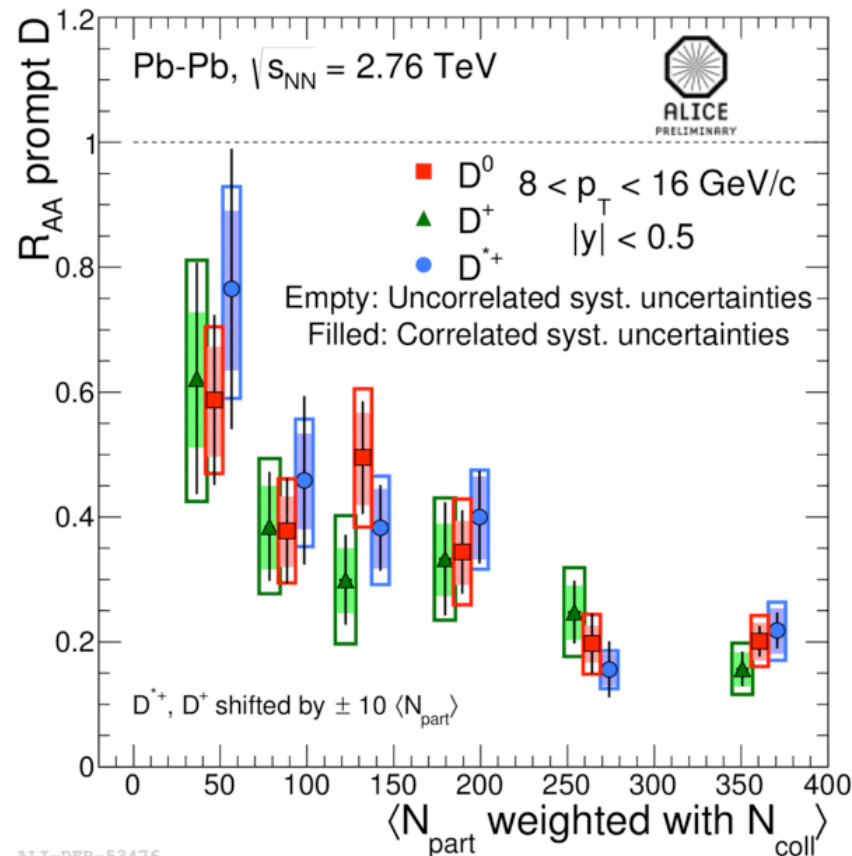 1.2
1
0.8
0.6
0.4
0.2
0
R_AA prompt D
Pb-Pb, √s_NN = 2.76 TeV
ALICE
PRELIMINARY
D^0
D^+
D^*+
8 < p_T < 16 GeV/c
|y| < 0.5
Empty: Uncorrelated syst. uncertainties
Filled: Correlated syst. uncertainties
D^*+, D^+ shifted by ± 10 ⟨N_part⟩
0 50 100 150 200 250 300 350 400
⟨N_part weighted with N_coll⟩